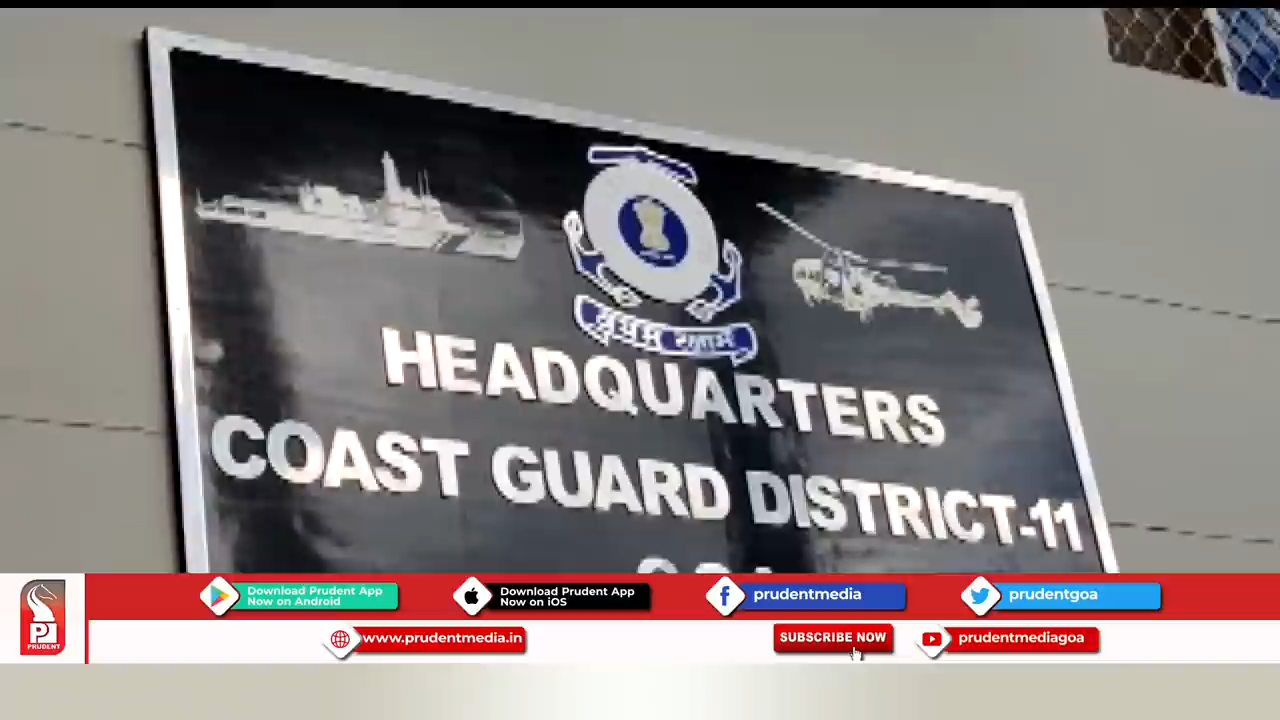 HEADQUARTERS
COAST GUARD DISTRICT-11
PRUDENT
Download Prudent App
Now on Android
Download Prudent App
Now on iOS
prudentmedia
prudentgoa
www.prudentmedia.in
SUBSCRIBE NOW
prudentmediagoa